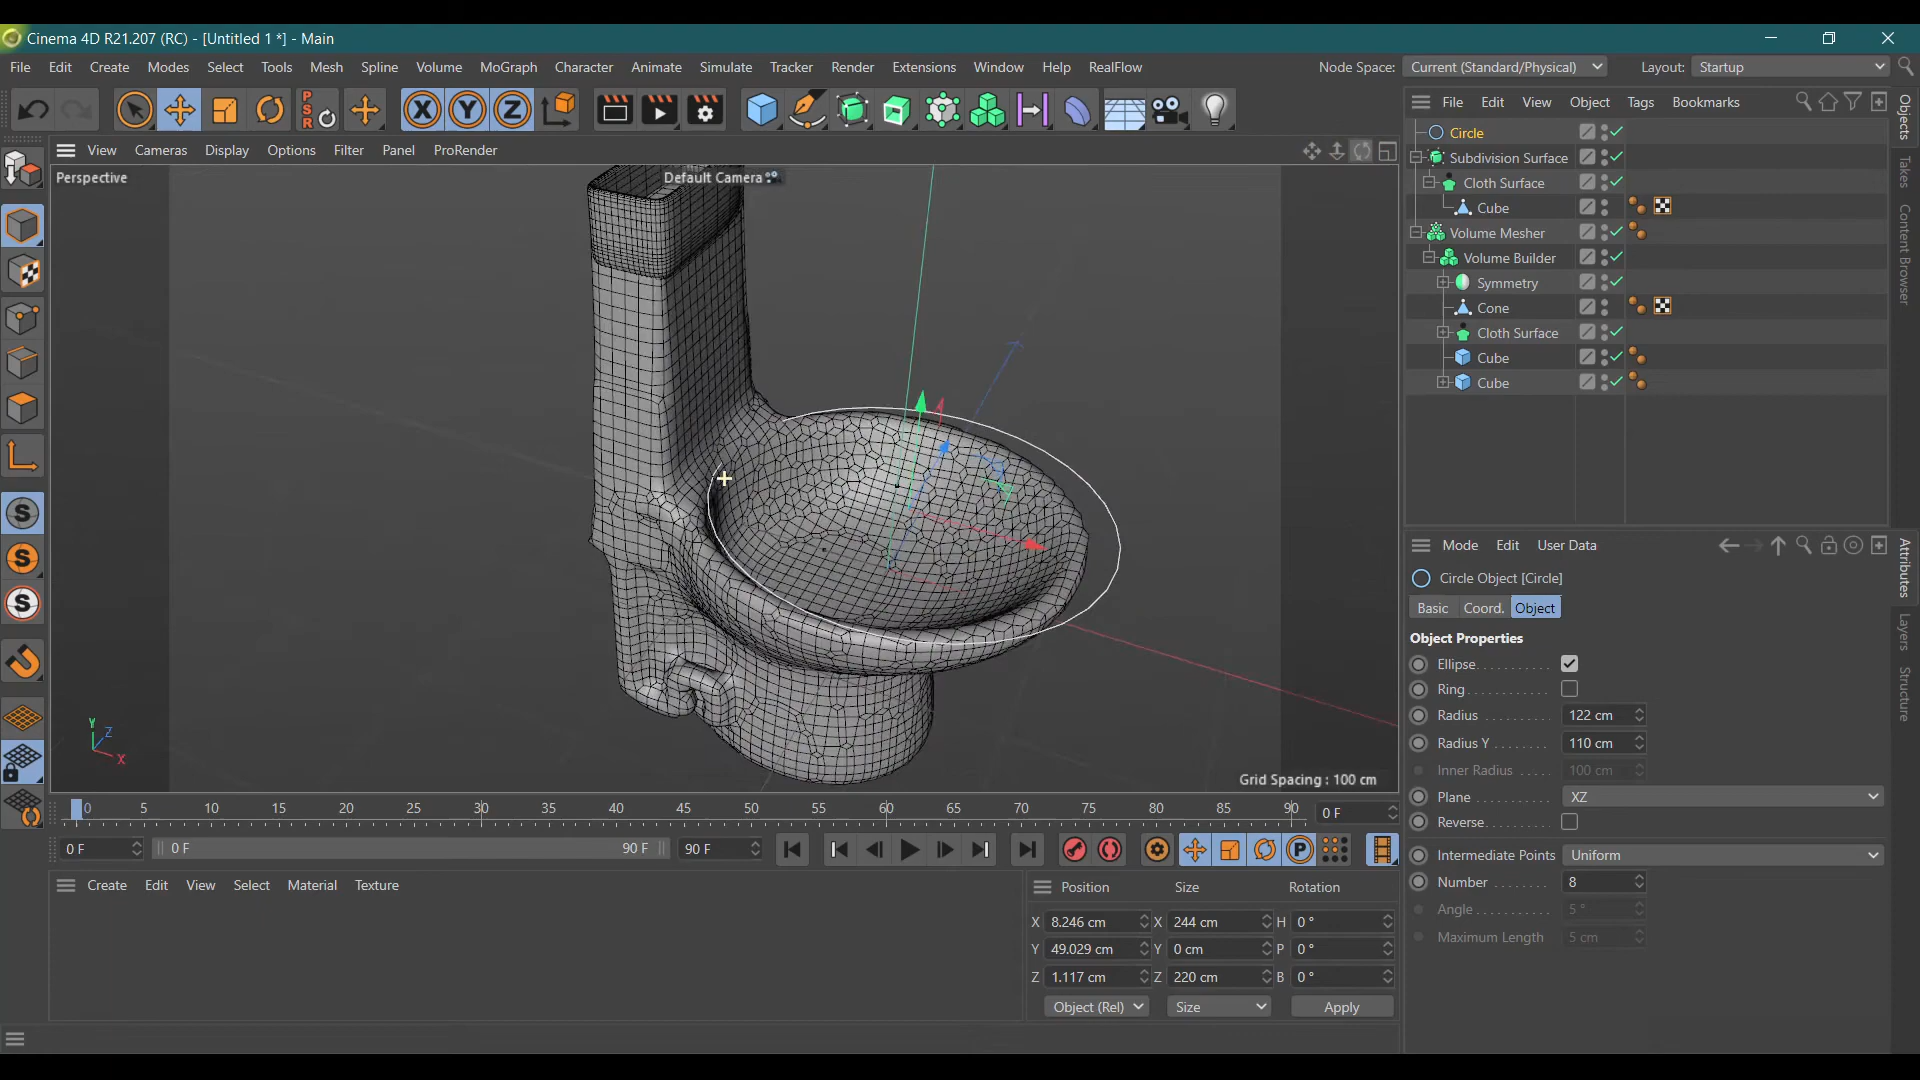 Cinema 4D R21.207 (RC) - [Untitled 1 *] - Main
File Edit Create Modes Select Tools Mesh Spline Volume MoGraph Character Animate Simulate Tracker Render Extensions Window Help RealFlow Node Space: Current (Standard/Physical) Layout: Startup
PSR X Y Z
File Edit View Object Tags Bookmarks
View Cameras Display Options Filter Panel ProRender
Perspective
Default Camera
Circle
Subdivision Surface
Cloth Surface
Cube
Volume Mesher
Volume Builder
Symmetry
Cone
Cloth Surface
Cube
Cube
Objects
Takes
Content Browser
Attributes
Layers
Structure
Mode Edit User Data
Circle Object [Circle]
Basic Coord. Object
Object Properties
Ellipse
Ring
Radius 122 cm
Radius Y 110 cm
Inner Radius 100 cm
Plane XZ
Reverse
Intermediate Points Uniform
Number 8
Angle 5 °
Maximum Length 5 cm
S
S
S
Y Z X
Grid Spacing : 100 cm
0 5 10 15 20 25 30 35 40 45 50 55 60 65 70 75 80 85 90 0 F
0 F 0 F 90 F 90 F P
Create Edit View Select Material Texture
Position Size Rotation
X 8.246 cm X 244 cm H 0 °
Y 49.029 cm Y 0 cm P 0 °
Z 1.117 cm Z 220 cm B 0 °
Object (Rel) Size Apply